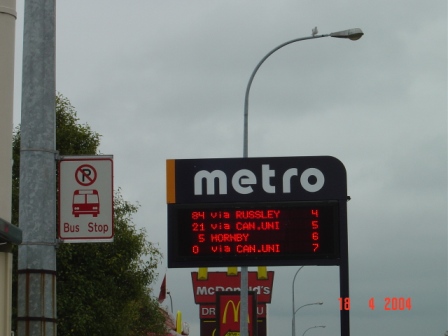 metro
84 via RUSSLEY 4
21 via CAN.UNI 5
5 HORNBY 6
0 via CAN.UNI 7
P
Bus Stop
McDonald's
M
18 4 2004